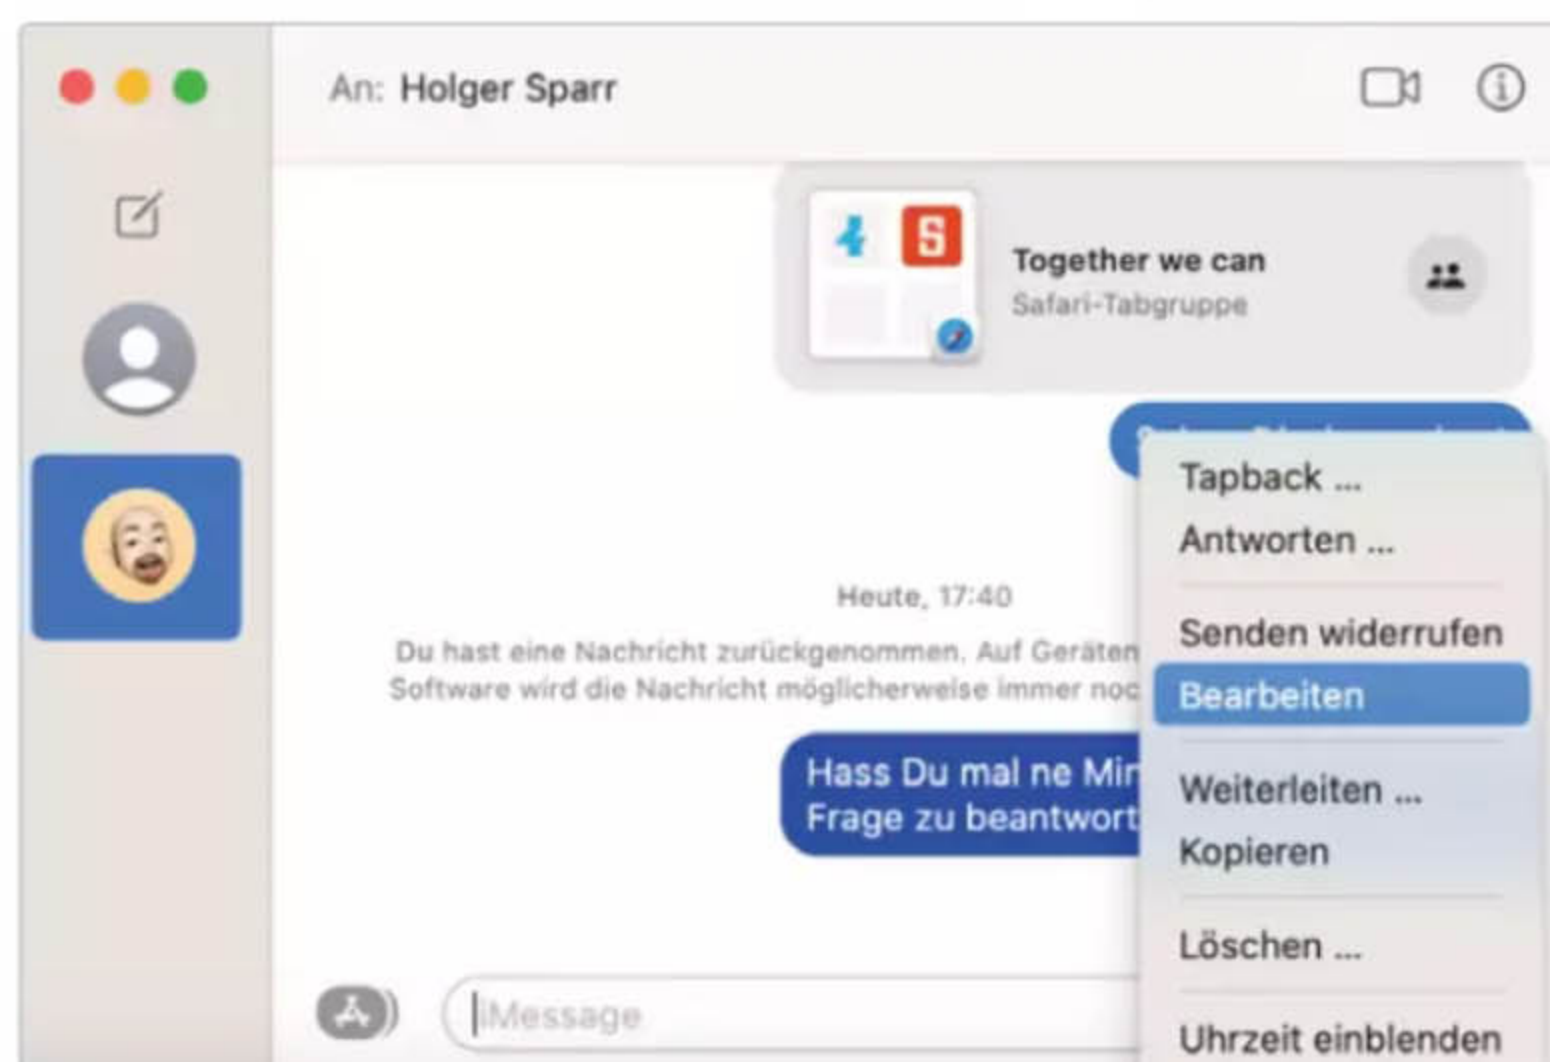 An: Holger Sparr
S
Together we can
Safari-Tabgruppe
Tapback ...
Antworten ...
Heute, 17:40
Du hast eine Nachricht zurückgenommen. Auf Geräten
Software wird die Nachricht möglicherweise immer noc
Senden widerrufen
Bearbeiten
Hass Du mal ne Min
Frage zu beantwort
Weiterleiten ...
Kopieren
Löschen ...
iMessage
Uhrzeit einblenden